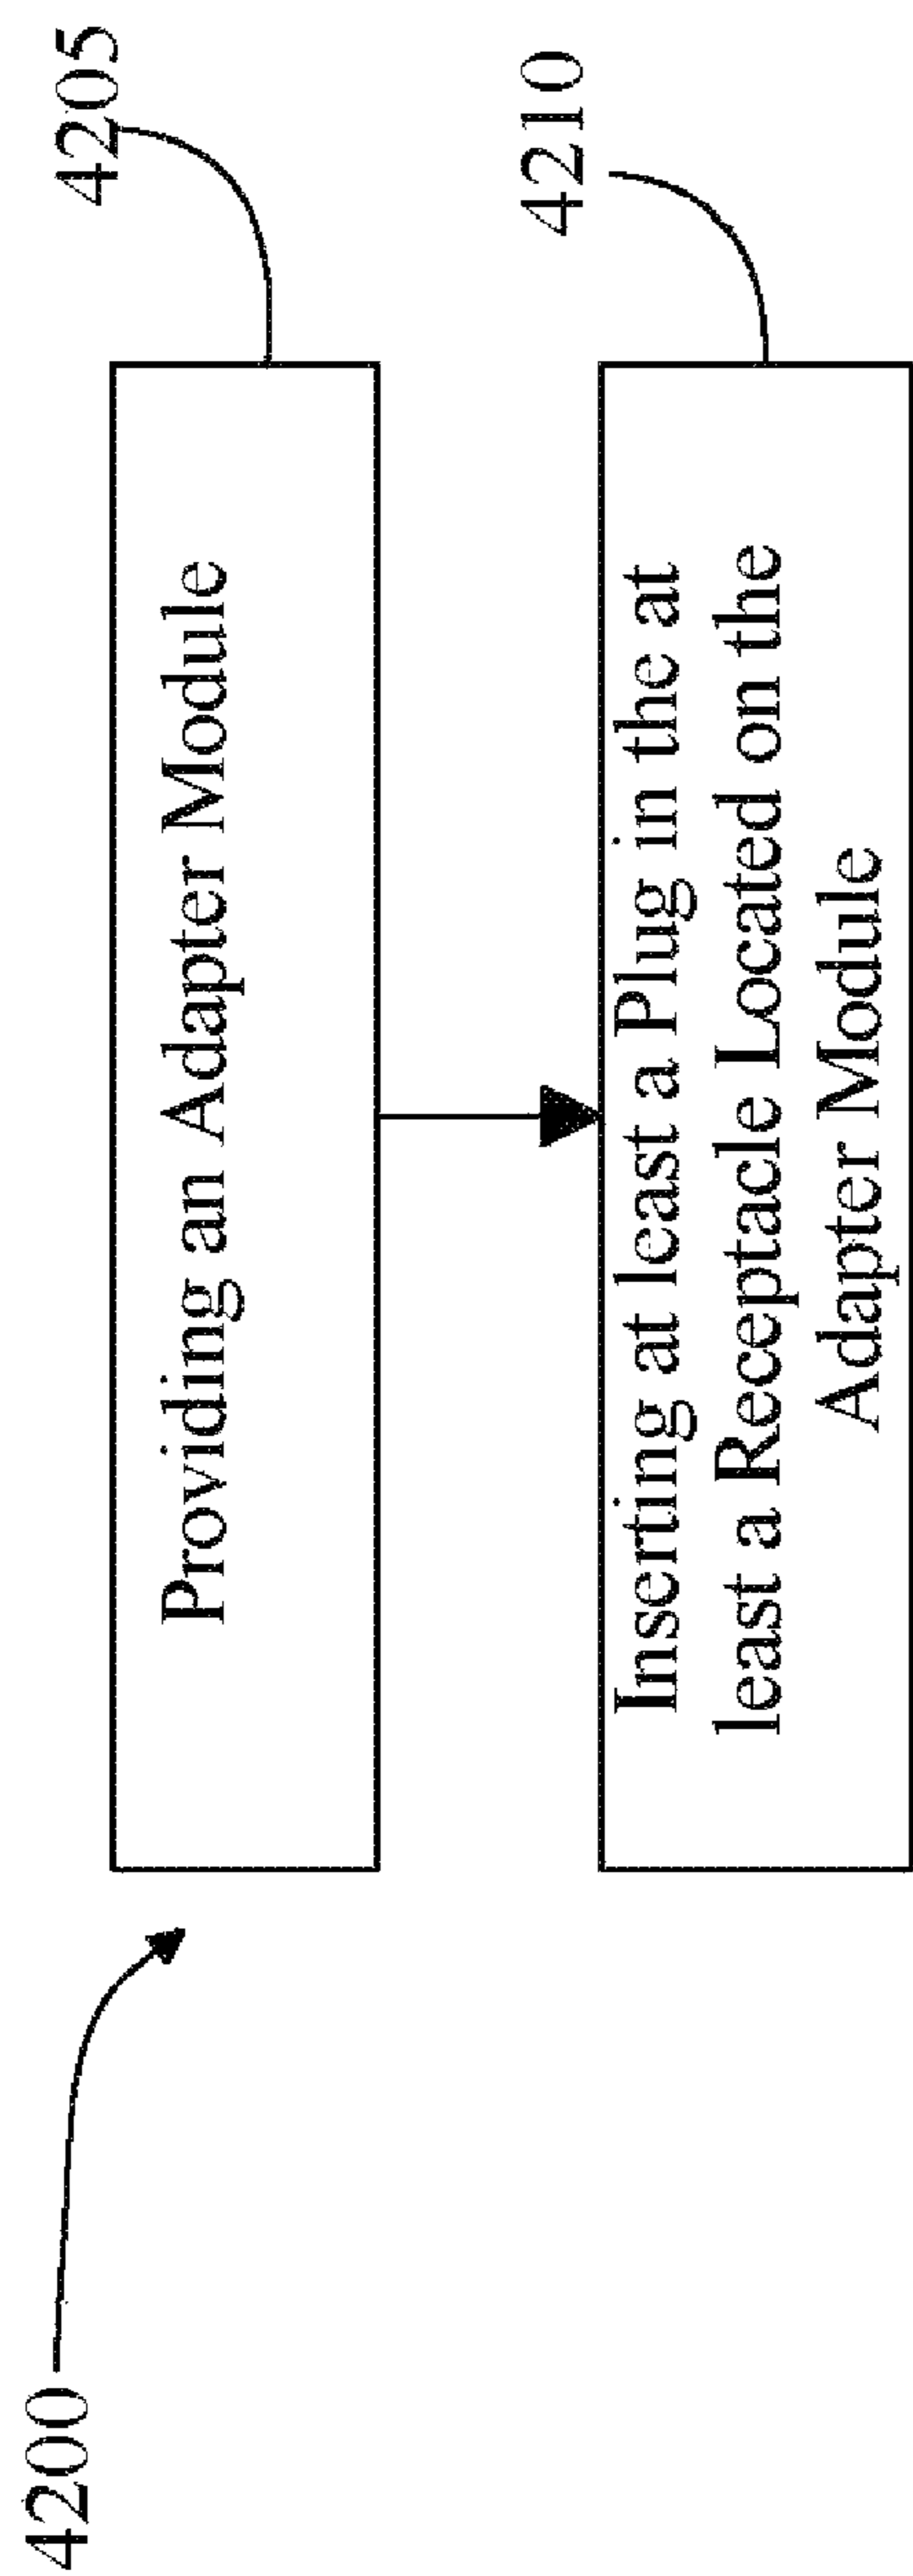 4200
4205
Providing an Adapter Module
4210
Inserting at least a Plug in the at
least a Receptacle Located on the
Adapter Module